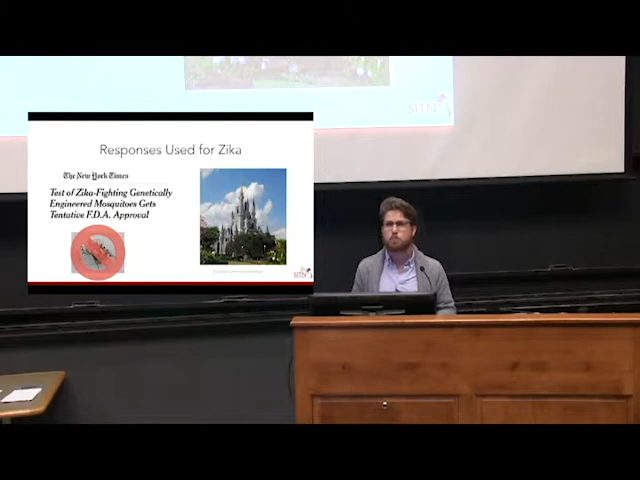 SITN
Responses Used for Zika
The New York Times
Test of Zika-Fighting Genetically
Engineered Mosquitoes Gets
Tentative F.D.A. Approval
SITN